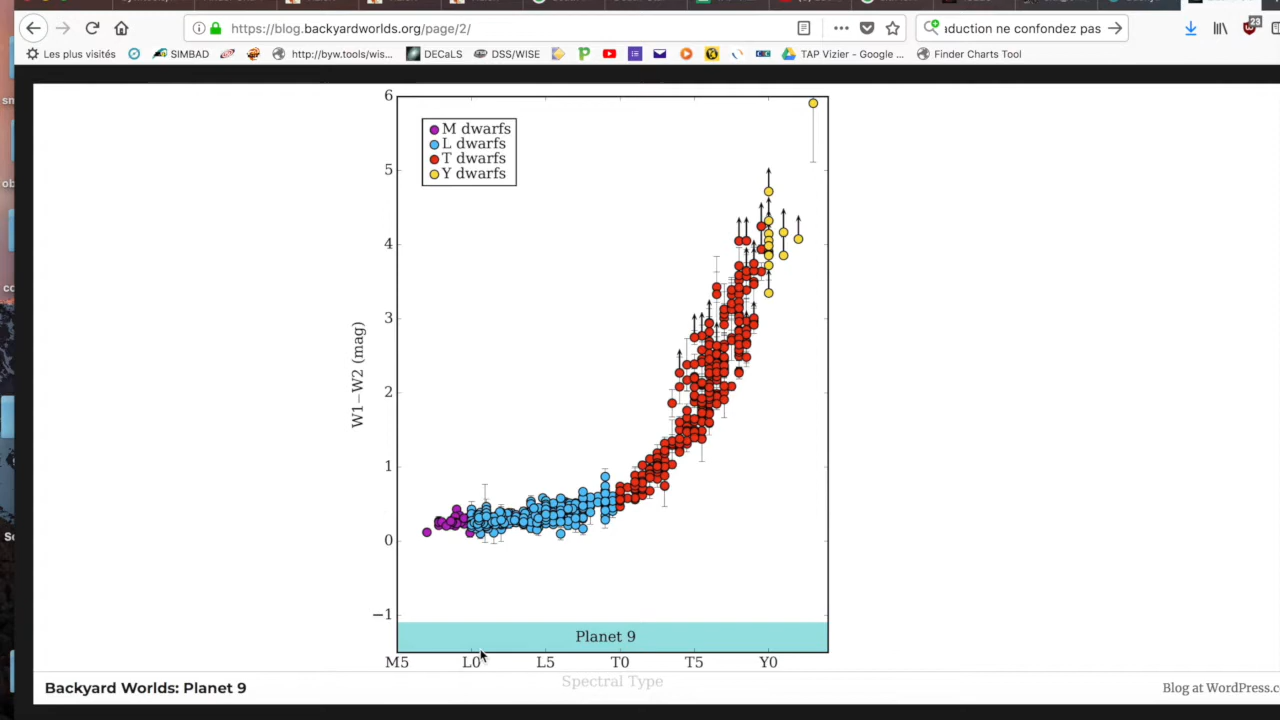 https://blog.backyardworlds.org/page/2/
ıduction ne confondez pas
23
Les plus visités
SIMBAD
http://byw.tools/wis...
DECaLS
DSS/WISE
TAP Vizier - Google ...
Finder Charts Tool
6
M dwarfs
L dwarfs
T dwarfs
Y dwarfs
5
4
3
W1−W2 (mag)
2
1
0
−1
Planet 9
M5 L0 L5 T0 T5 Y0
Spectral Type
Backyard Worlds: Planet 9
Blog at WordPress.c